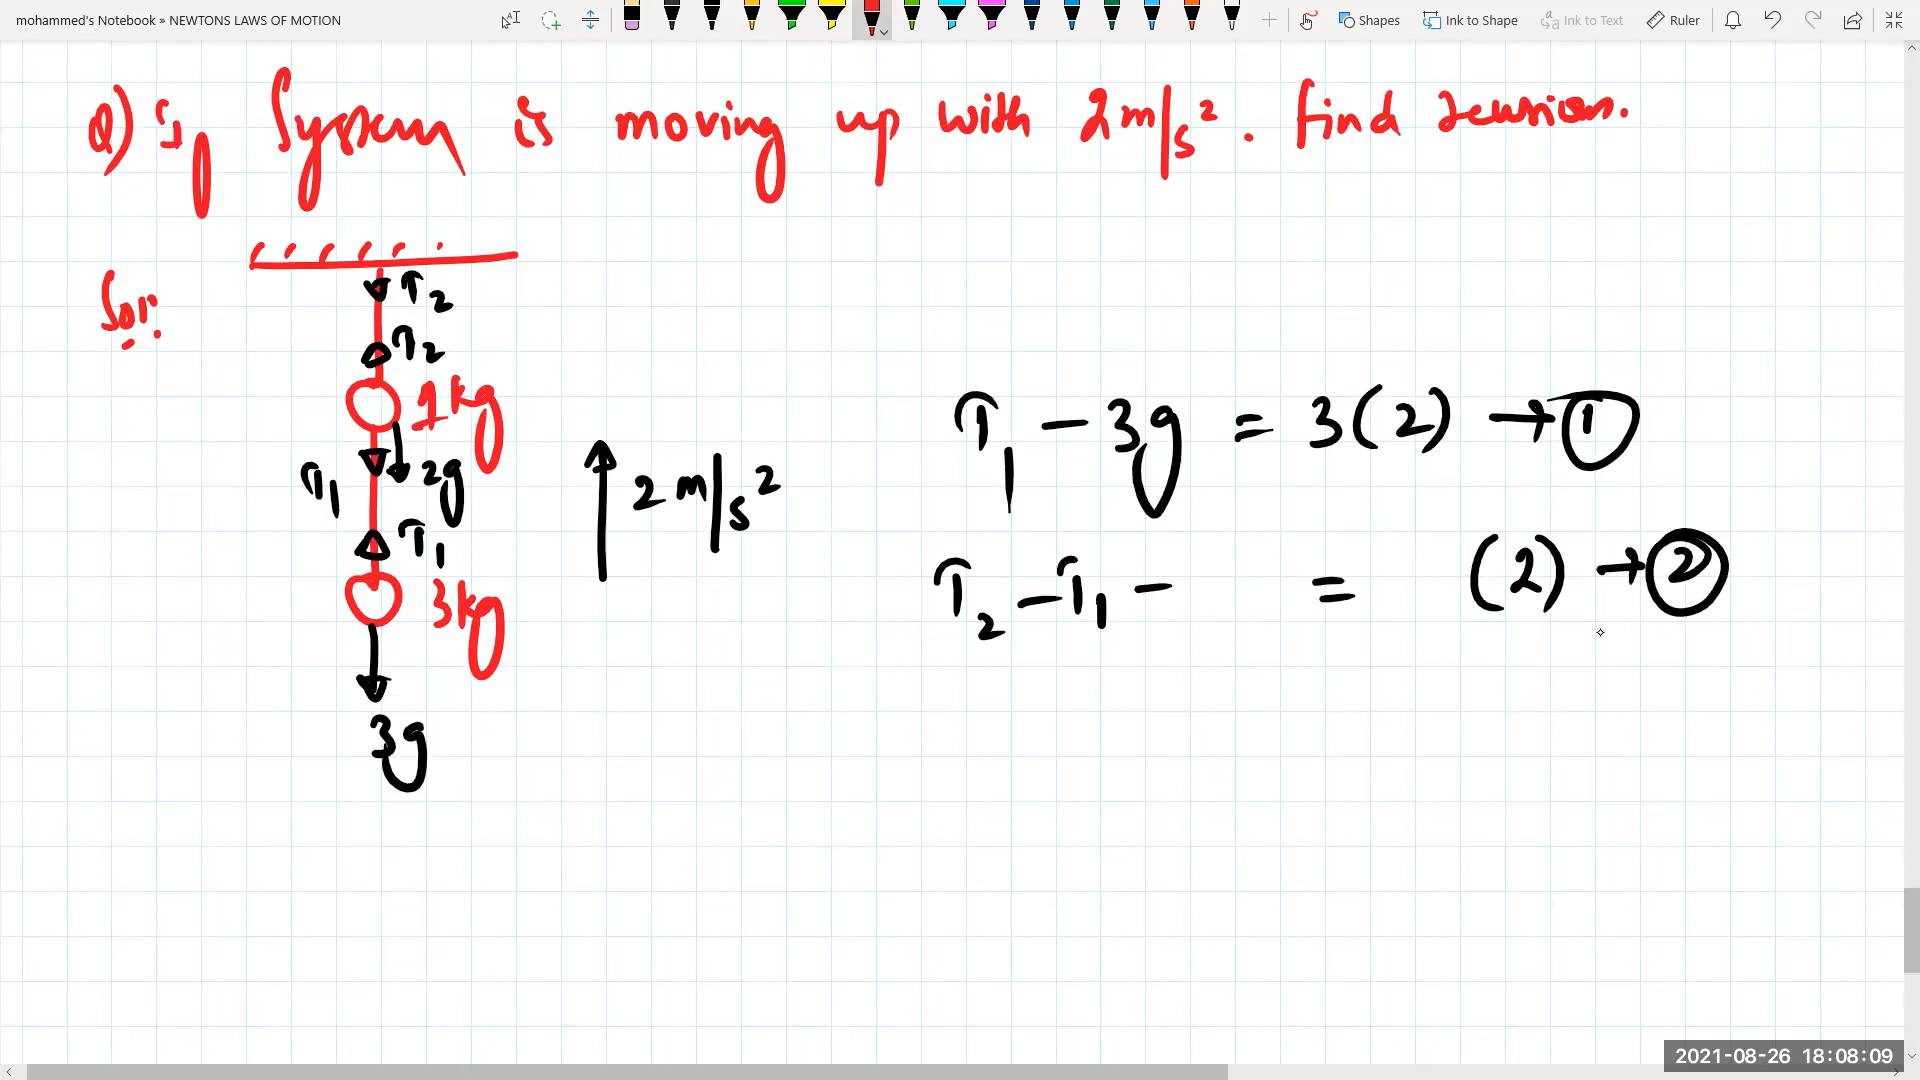 mohammed's Notebook » NEWTONS LAWS OF MOTION
Shapes
Ink to Shape
Ink to Text
Ruler
Q) If System is moving up with 2m/s². find tension.
Sol:
T2
T2
1kg
T1
2g
T1
3kg
3g
2 m/s²
T1 - 3g = 3(2) → ①
T2 - T1 - = (2) → ②
2021-08-26 18:08:09